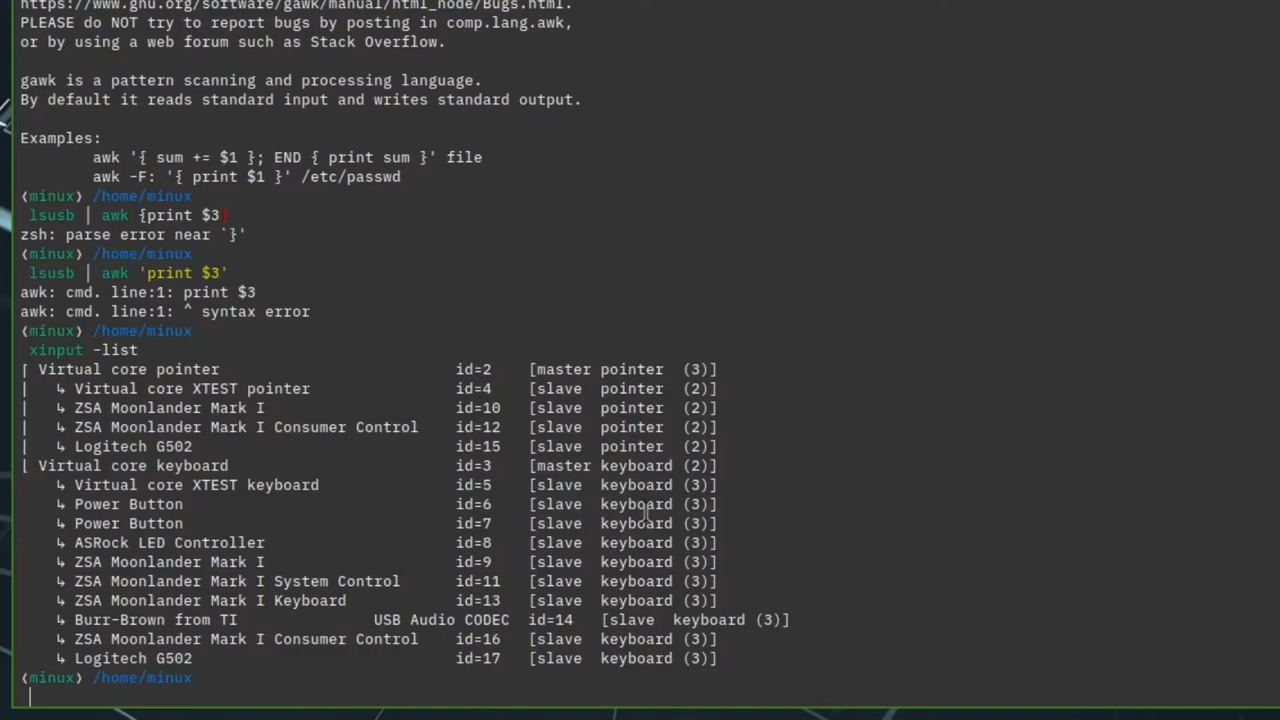 https://www.gnu.org/software/gawk/manual/html_node/Bugs.html.
PLEASE do NOT try to report bugs by posting in comp.lang.awk,
or by using a web forum such as Stack Overflow.
gawk is a pattern scanning and processing language.
By default it reads standard input and writes standard output.
Examples:
        awk '{ sum += $1 }; END { print sum }' file
        awk -F: '{ print $1 }' /etc/passwd
(minux) /home/minux
 lsusb | awk {print $3}
zsh: parse error near `}'
(minux) /home/minux
 lsusb | awk 'print $3'
awk: cmd. line:1: print $3
awk: cmd. line:1: ^ syntax error
(minux) /home/minux
 xinput -list
⎡ Virtual core pointer                          id=2    [master pointer  (3)]
⎜   ↳ Virtual core XTEST pointer                id=4    [slave  pointer  (2)]
⎜   ↳ ZSA Moonlander Mark I                     id=10   [slave  pointer  (2)]
⎜   ↳ ZSA Moonlander Mark I Consumer Control    id=12   [slave  pointer  (2)]
⎜   ↳ Logitech G502                             id=15   [slave  pointer  (2)]
⎣ Virtual core keyboard                         id=3    [master keyboard (2)]
    ↳ Virtual core XTEST keyboard               id=5    [slave  keyboard (3)]
    ↳ Power Button                              id=6    [slave  keyboard (3)]
    ↳ Power Button                              id=7    [slave  keyboard (3)]
    ↳ ASRock LED Controller                     id=8    [slave  keyboard (3)]
    ↳ ZSA Moonlander Mark I                     id=9    [slave  keyboard (3)]
    ↳ ZSA Moonlander Mark I System Control      id=11   [slave  keyboard (3)]
    ↳ ZSA Moonlander Mark I Keyboard            id=13   [slave  keyboard (3)]
    ↳ Burr-Brown from TI               USB Audio CODEC  id=14   [slave  keyboard (3)]
    ↳ ZSA Moonlander Mark I Consumer Control    id=16   [slave  keyboard (3)]
    ↳ Logitech G502                             id=17   [slave  keyboard (3)]
(minux) /home/minux